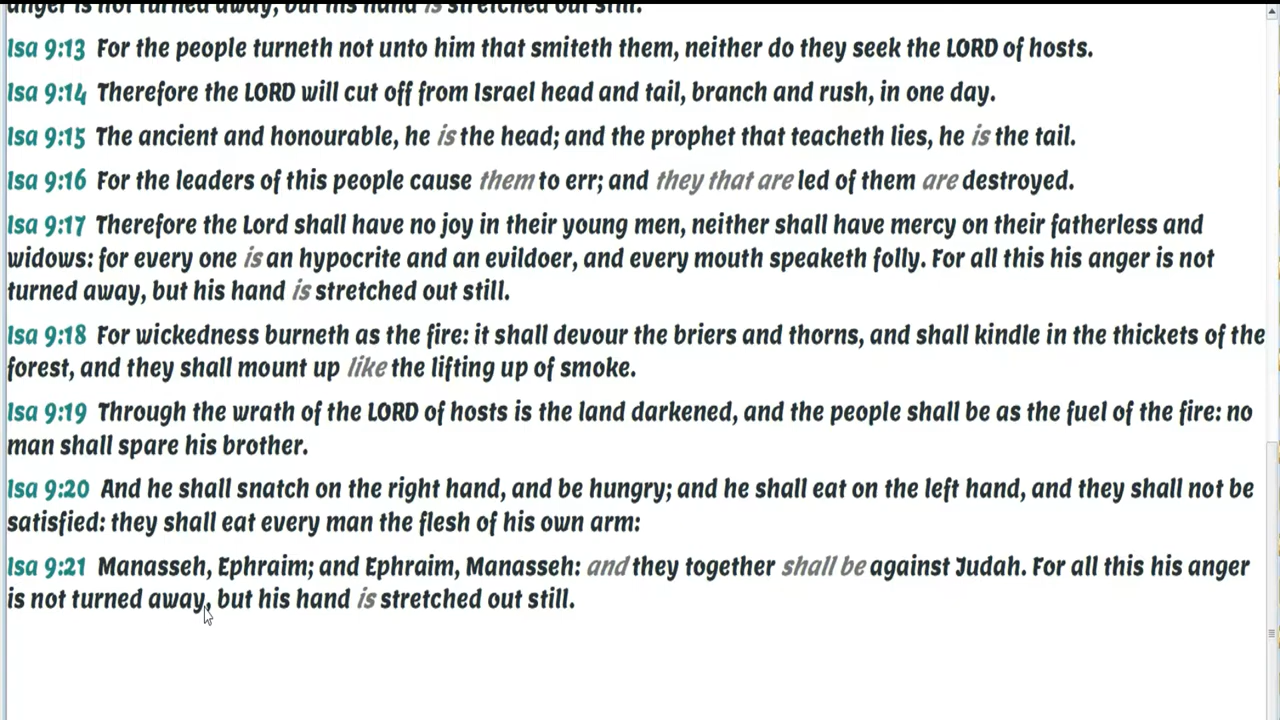 anger is not turned away, but his hand is stretched out still.
Isa 9:13 For the people turneth not unto him that smiteth them, neither do they seek the LORD of hosts.
Isa 9:14 Therefore the LORD will cut off from Israel head and tail, branch and rush, in one day.
Isa 9:15 The ancient and honourable, he is the head; and the prophet that teacheth lies, he is the tail.
Isa 9:16 For the leaders of this people cause them to err; and they that are led of them are destroyed.
Isa 9:17 Therefore the Lord shall have no joy in their young men, neither shall have mercy on their fatherless and
widows: for every one is an hypocrite and an evildoer, and every mouth speaketh folly. For all this his anger is not
turned away, but his hand is stretched out still.
Isa 9:18 For wickedness burneth as the fire: it shall devour the briers and thorns, and shall kindle in the thickets of the
forest, and they shall mount up like the lifting up of smoke.
Isa 9:19 Through the wrath of the LORD of hosts is the land darkened, and the people shall be as the fuel of the fire: no
man shall spare his brother.
Isa 9:20 And he shall snatch on the right hand, and be hungry; and he shall eat on the left hand, and they shall not be
satisfied: they shall eat every man the flesh of his own arm:
Isa 9:21 Manasseh, Ephraim; and Ephraim, Manasseh: and they together shall be against Judah. For all this his anger
is not turned away, but his hand is stretched out still.